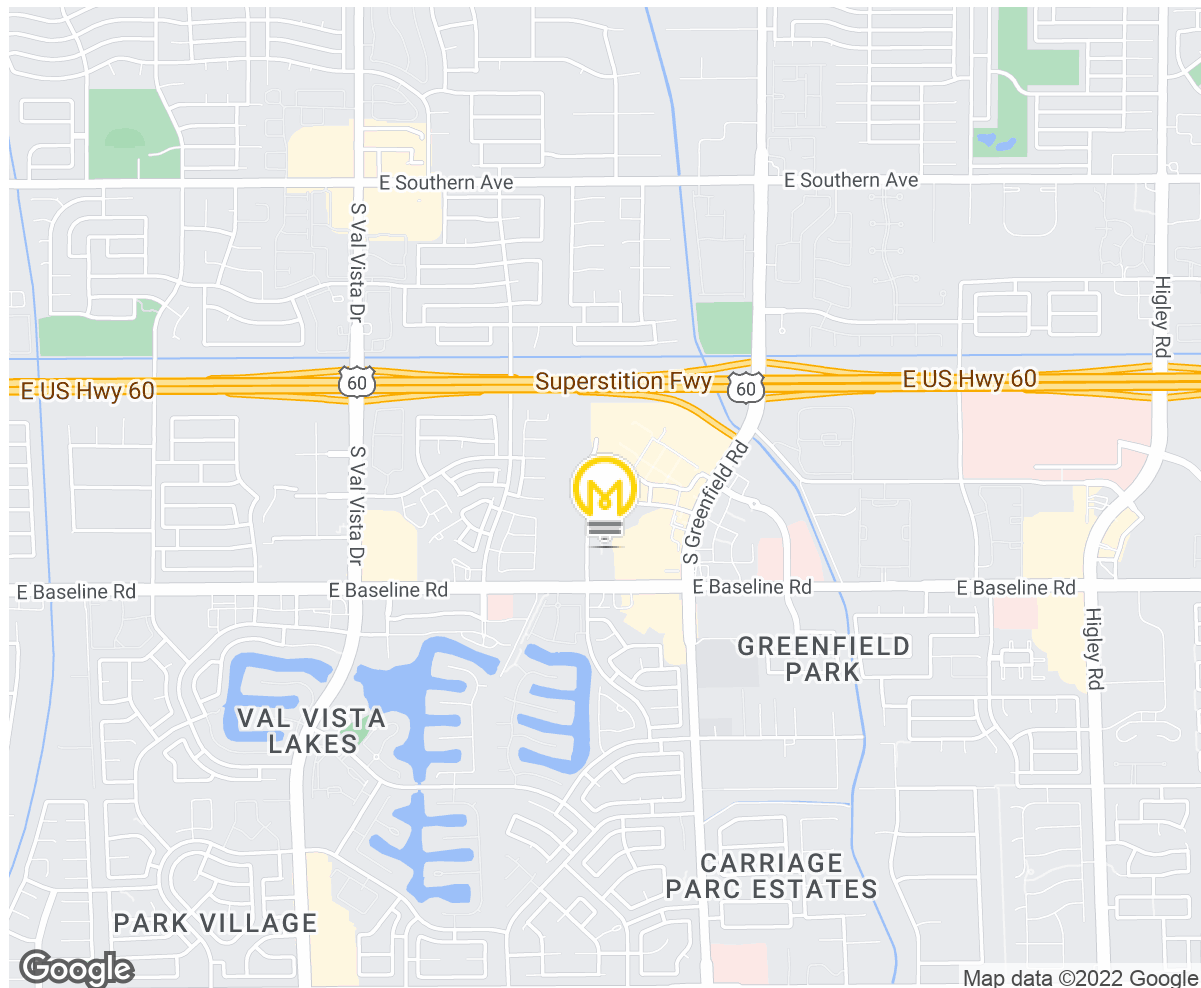 E Southern Ave
E Southern Ave
S Val Vista Dr
Higley Rd
E US Hwy 60
60
Superstition Fwy
60
E US Hwy 60
S Val Vista Dr
S Greenfield Rd
M
E Baseline Rd
E Baseline Rd
E Baseline Rd
E Baseline Rd
Higley Rd
GREENFIELD
PARK
VAL VISTA
LAKES
CARRIAGE
PARC ESTATES
PARK VILLAGE
Google
Map data ©2022 Google